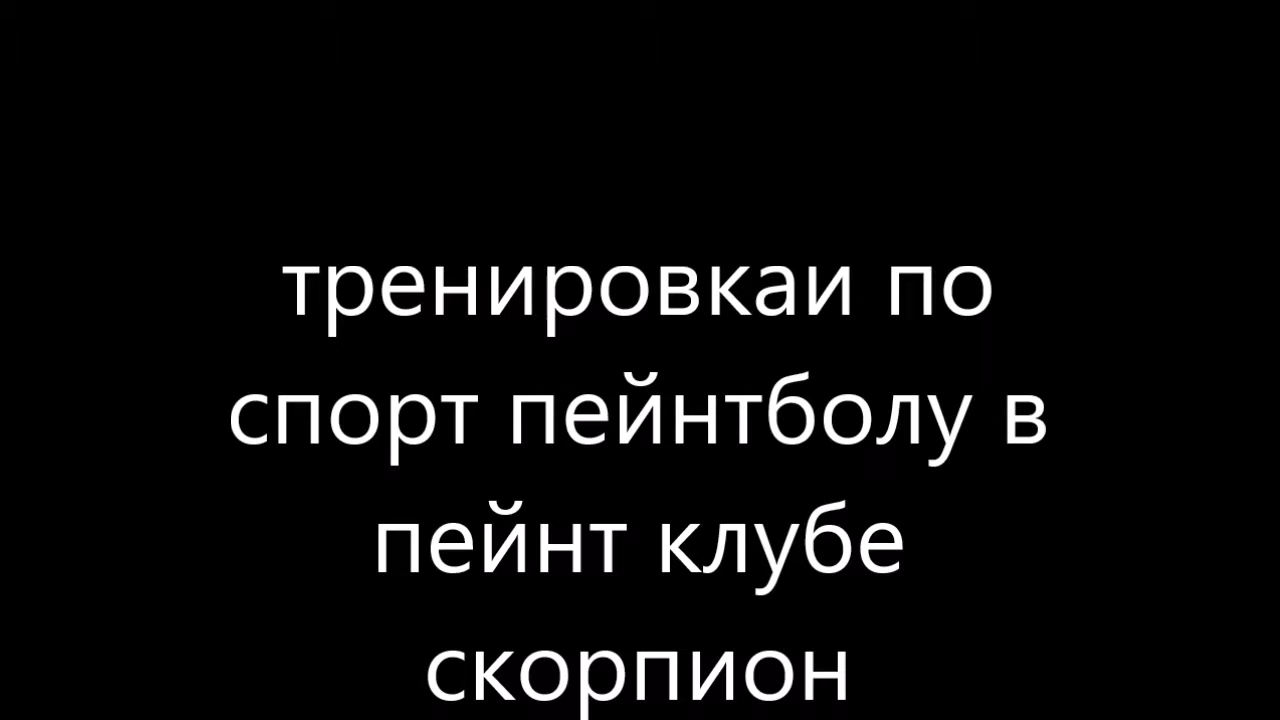 тренировкаи по
спорт пейнтболу в
пейнт клубе
скорпион